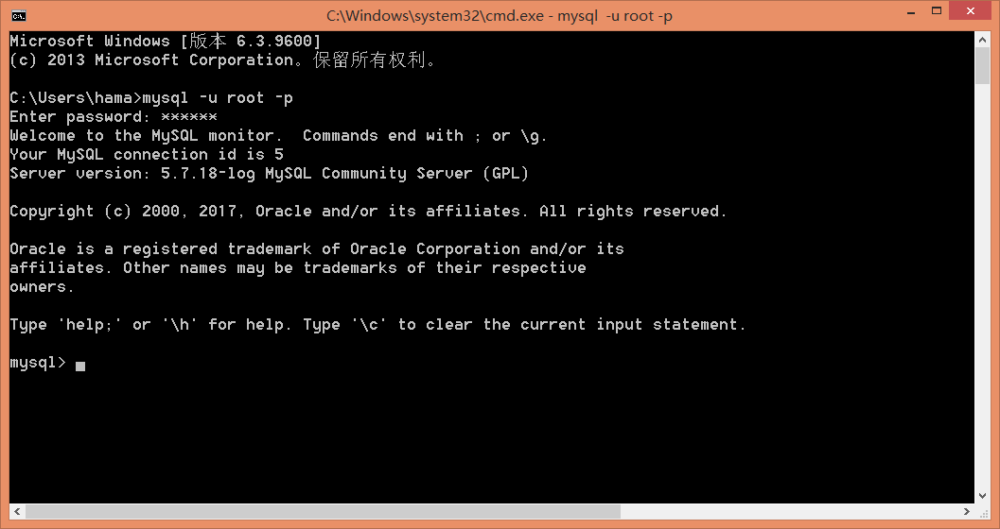 C:\Windows\system32\cmd.exe - mysql  -u root -p
Microsoft Windows [版本 6.3.9600]
(c) 2013 Microsoft Corporation。保留所有权利。
C:\Users\hama>mysql -u root -p
Enter password: ******
Welcome to the MySQL monitor.  Commands end with ; or \g.
Your MySQL connection id is 5
Server version: 5.7.18-log MySQL Community Server (GPL)
Copyright (c) 2000, 2017, Oracle and/or its affiliates. All rights reserved.
Oracle is a registered trademark of Oracle Corporation and/or its
affiliates. Other names may be trademarks of their respective
owners.
Type 'help;' or '\h' for help. Type '\c' to clear the current input statement.
mysql>